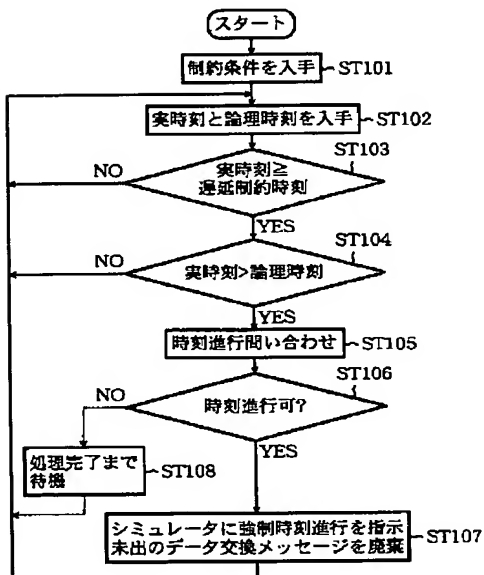 スタート
制約条件を入手 ST101
実時刻と論理時刻を入手 ST102
ST103
NO
実時刻≧
遅延制約時刻
YES
ST104
NO
実時刻>論理時刻
YES
時刻進行問い合わせ ST105
ST106
NO
時刻進行可?
YES
処理完了まで
待機
ST108
シミュレータに強制時刻進行を指示
未出のデータ交換メッセージを廃棄
ST107